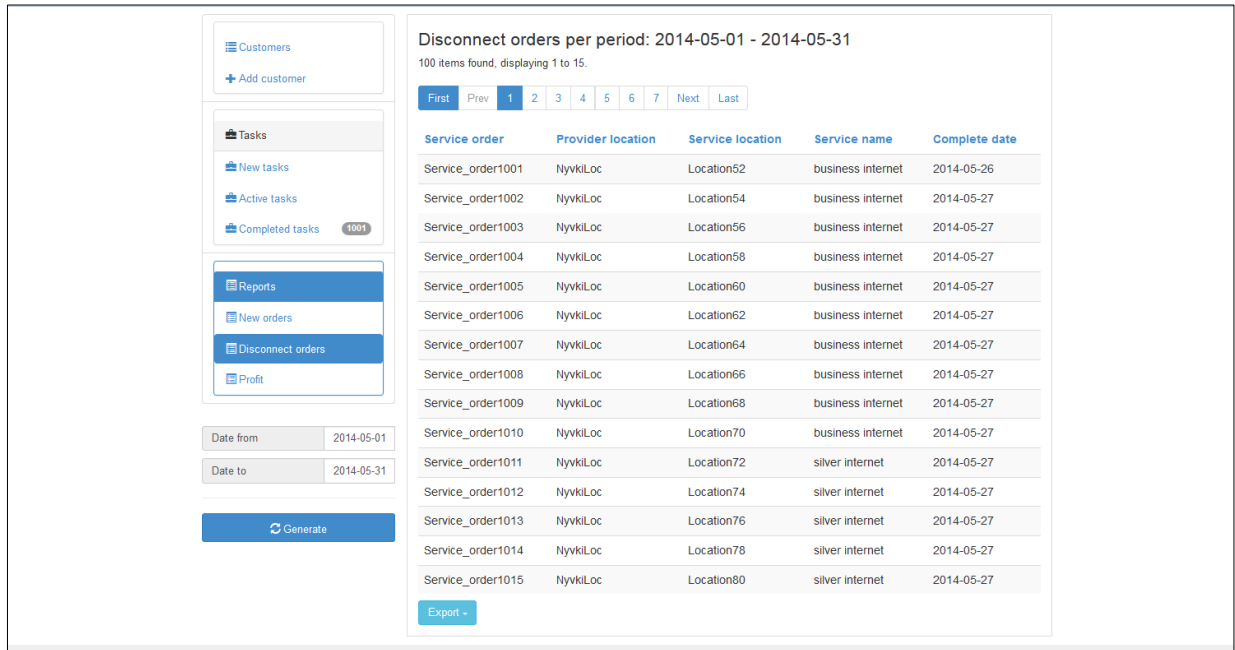 Customers
Add customer
Tasks
New tasks
Active tasks
Completed tasks 1001
Reports
New orders
Disconnect orders
Profit
Date from 2014-05-01
Date to 2014-05-31
Generate
Disconnect orders per period: 2014-05-01 - 2014-05-31
100 items found, displaying 1 to 15.
First Prev 1 2 3 4 5 6 7 Next Last
Service order Provider location Service location Service name Complete date
Service_order1001 NyvkiLoc Location52 business internet 2014-05-26
Service_order1002 NyvkiLoc Location54 business internet 2014-05-27
Service_order1003 NyvkiLoc Location56 business internet 2014-05-27
Service_order1004 NyvkiLoc Location58 business internet 2014-05-27
Service_order1005 NyvkiLoc Location60 business internet 2014-05-27
Service_order1006 NyvkiLoc Location62 business internet 2014-05-27
Service_order1007 NyvkiLoc Location64 business internet 2014-05-27
Service_order1008 NyvkiLoc Location66 business internet 2014-05-27
Service_order1009 NyvkiLoc Location68 business internet 2014-05-27
Service_order1010 NyvkiLoc Location70 business internet 2014-05-27
Service_order1011 NyvkiLoc Location72 silver internet 2014-05-27
Service_order1012 NyvkiLoc Location74 silver internet 2014-05-27
Service_order1013 NyvkiLoc Location76 silver internet 2014-05-27
Service_order1014 NyvkiLoc Location78 silver internet 2014-05-27
Service_order1015 NyvkiLoc Location80 silver internet 2014-05-27
Export